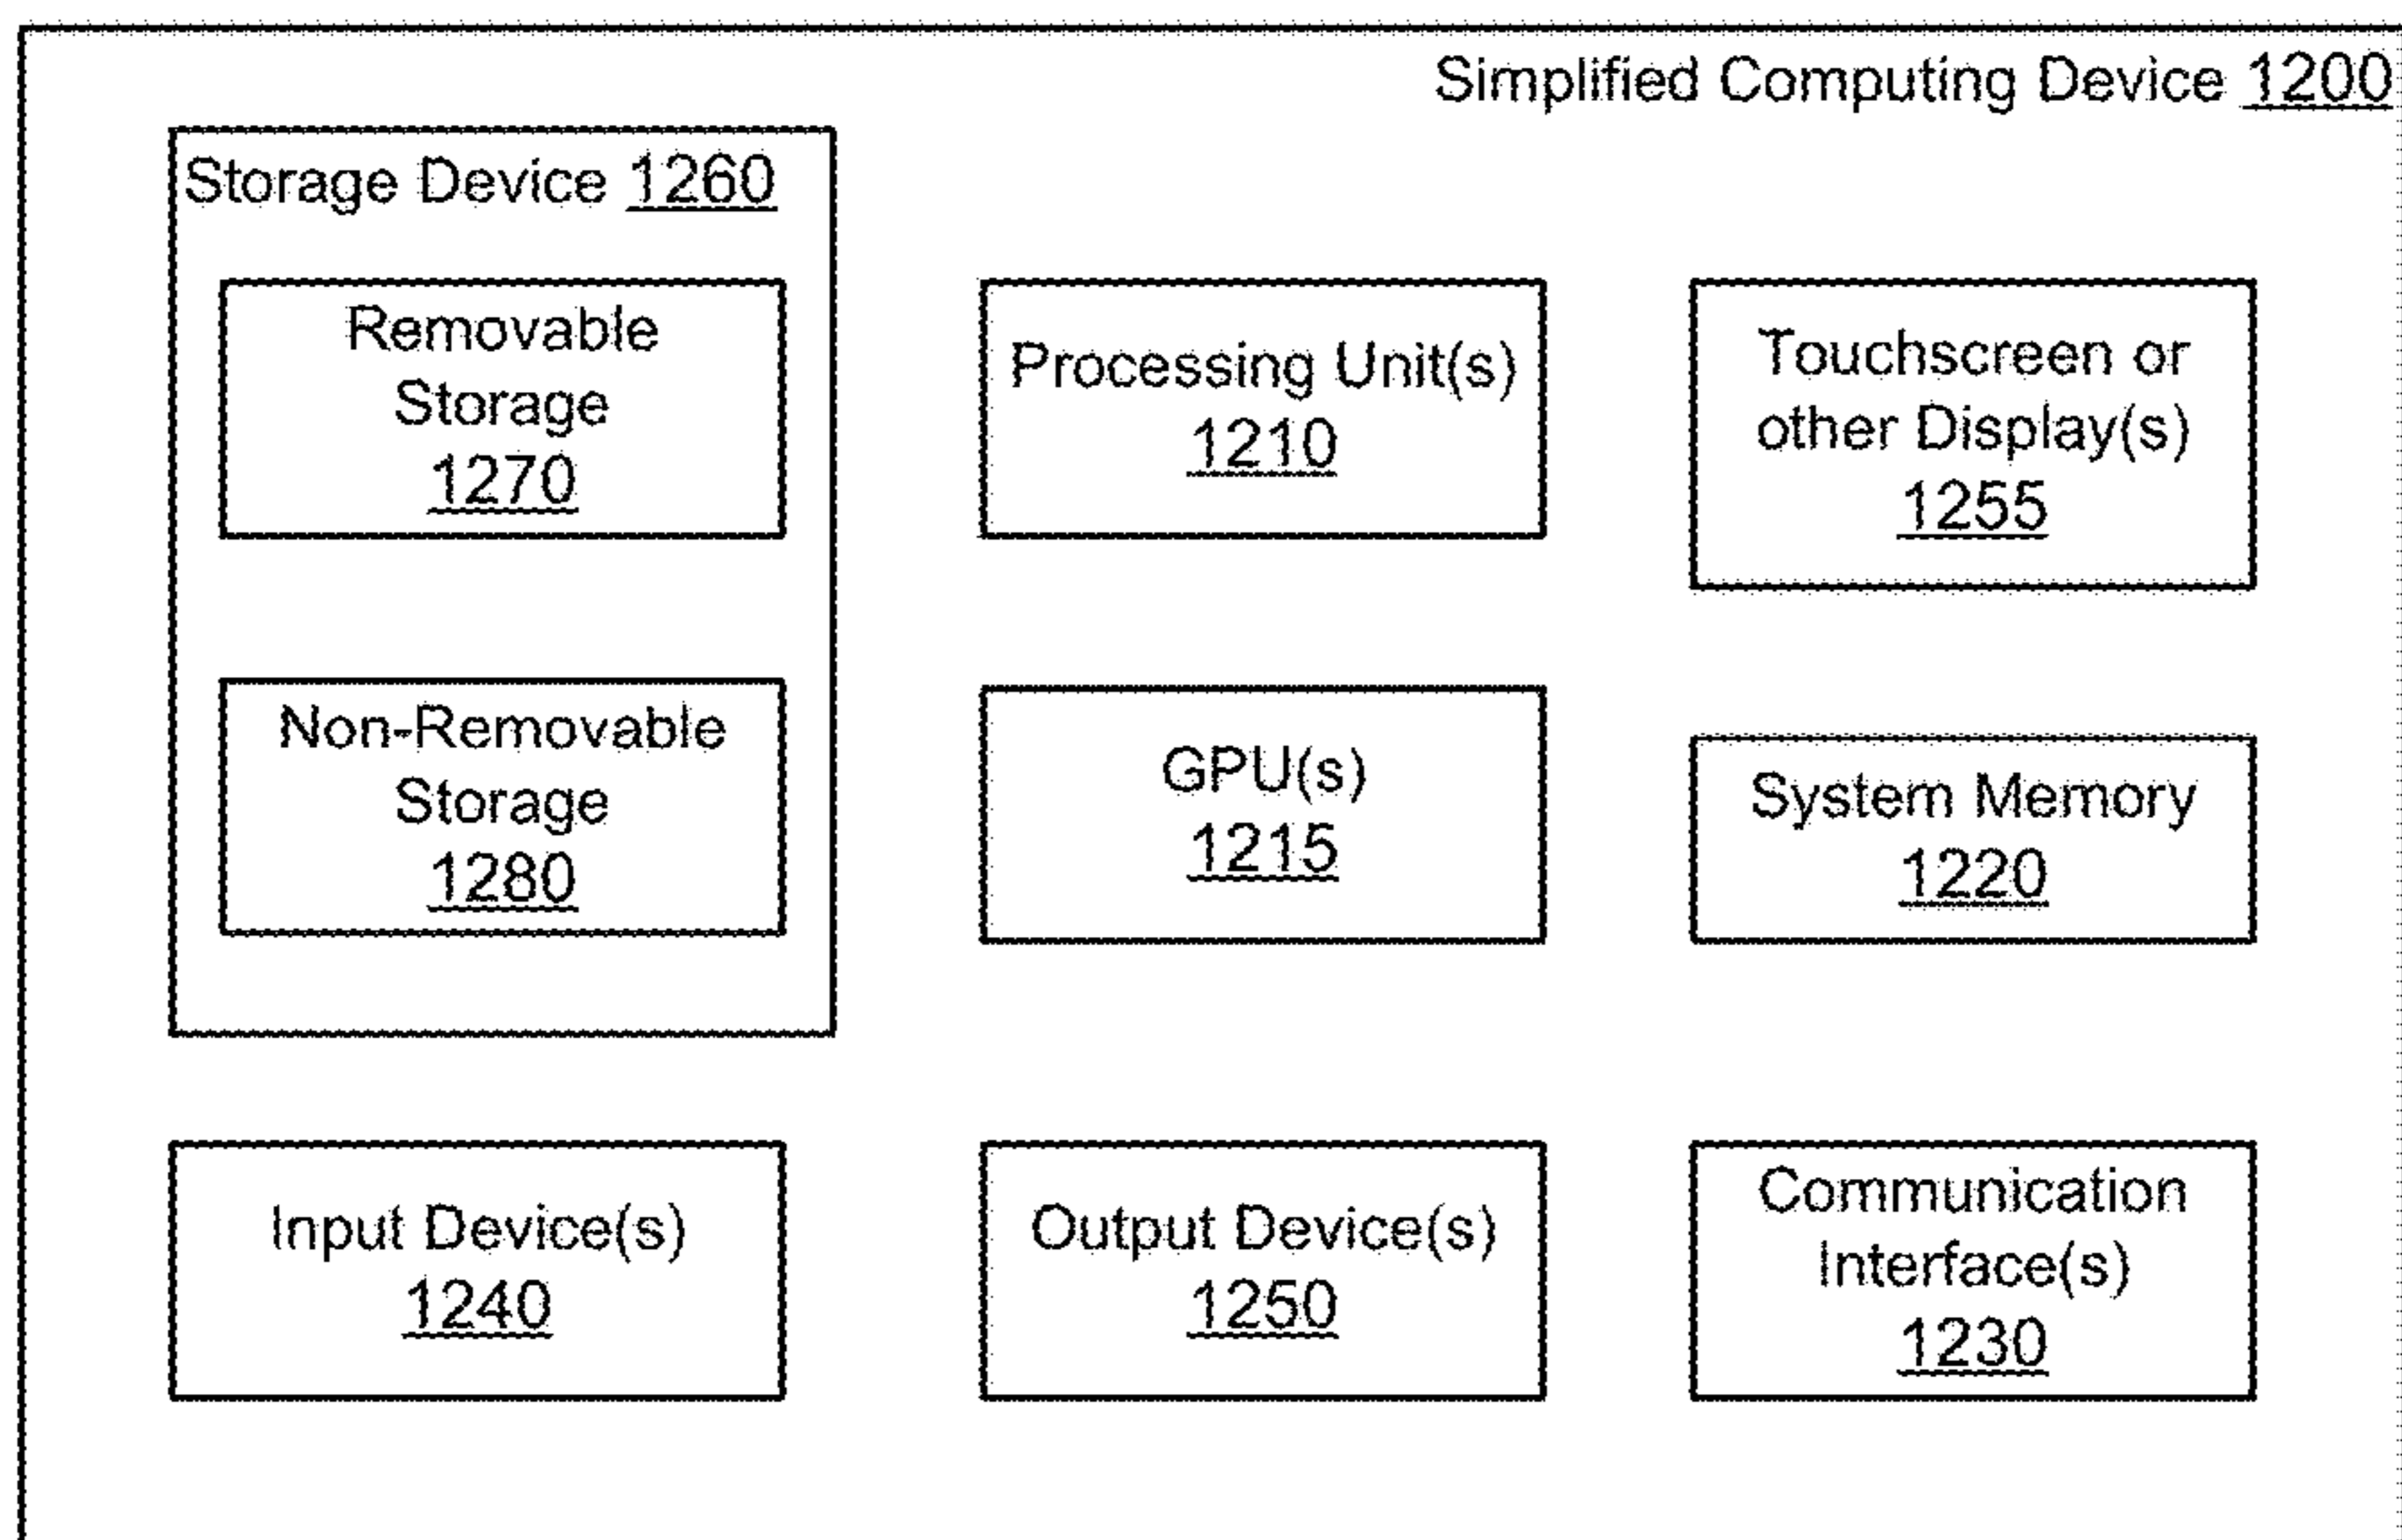 Simplified Computing Device 1200
Storage Device 1260
Removable
Storage
1270
Processing Unit(s)
1210
Touchscreen or
other Display(s)
1255
Non-Removable
Storage
1280
GPU(s)
1215
System Memory
1220
Input Device(s)
1240
Output Device(s)
1250
Communication
Interface(s)
1230